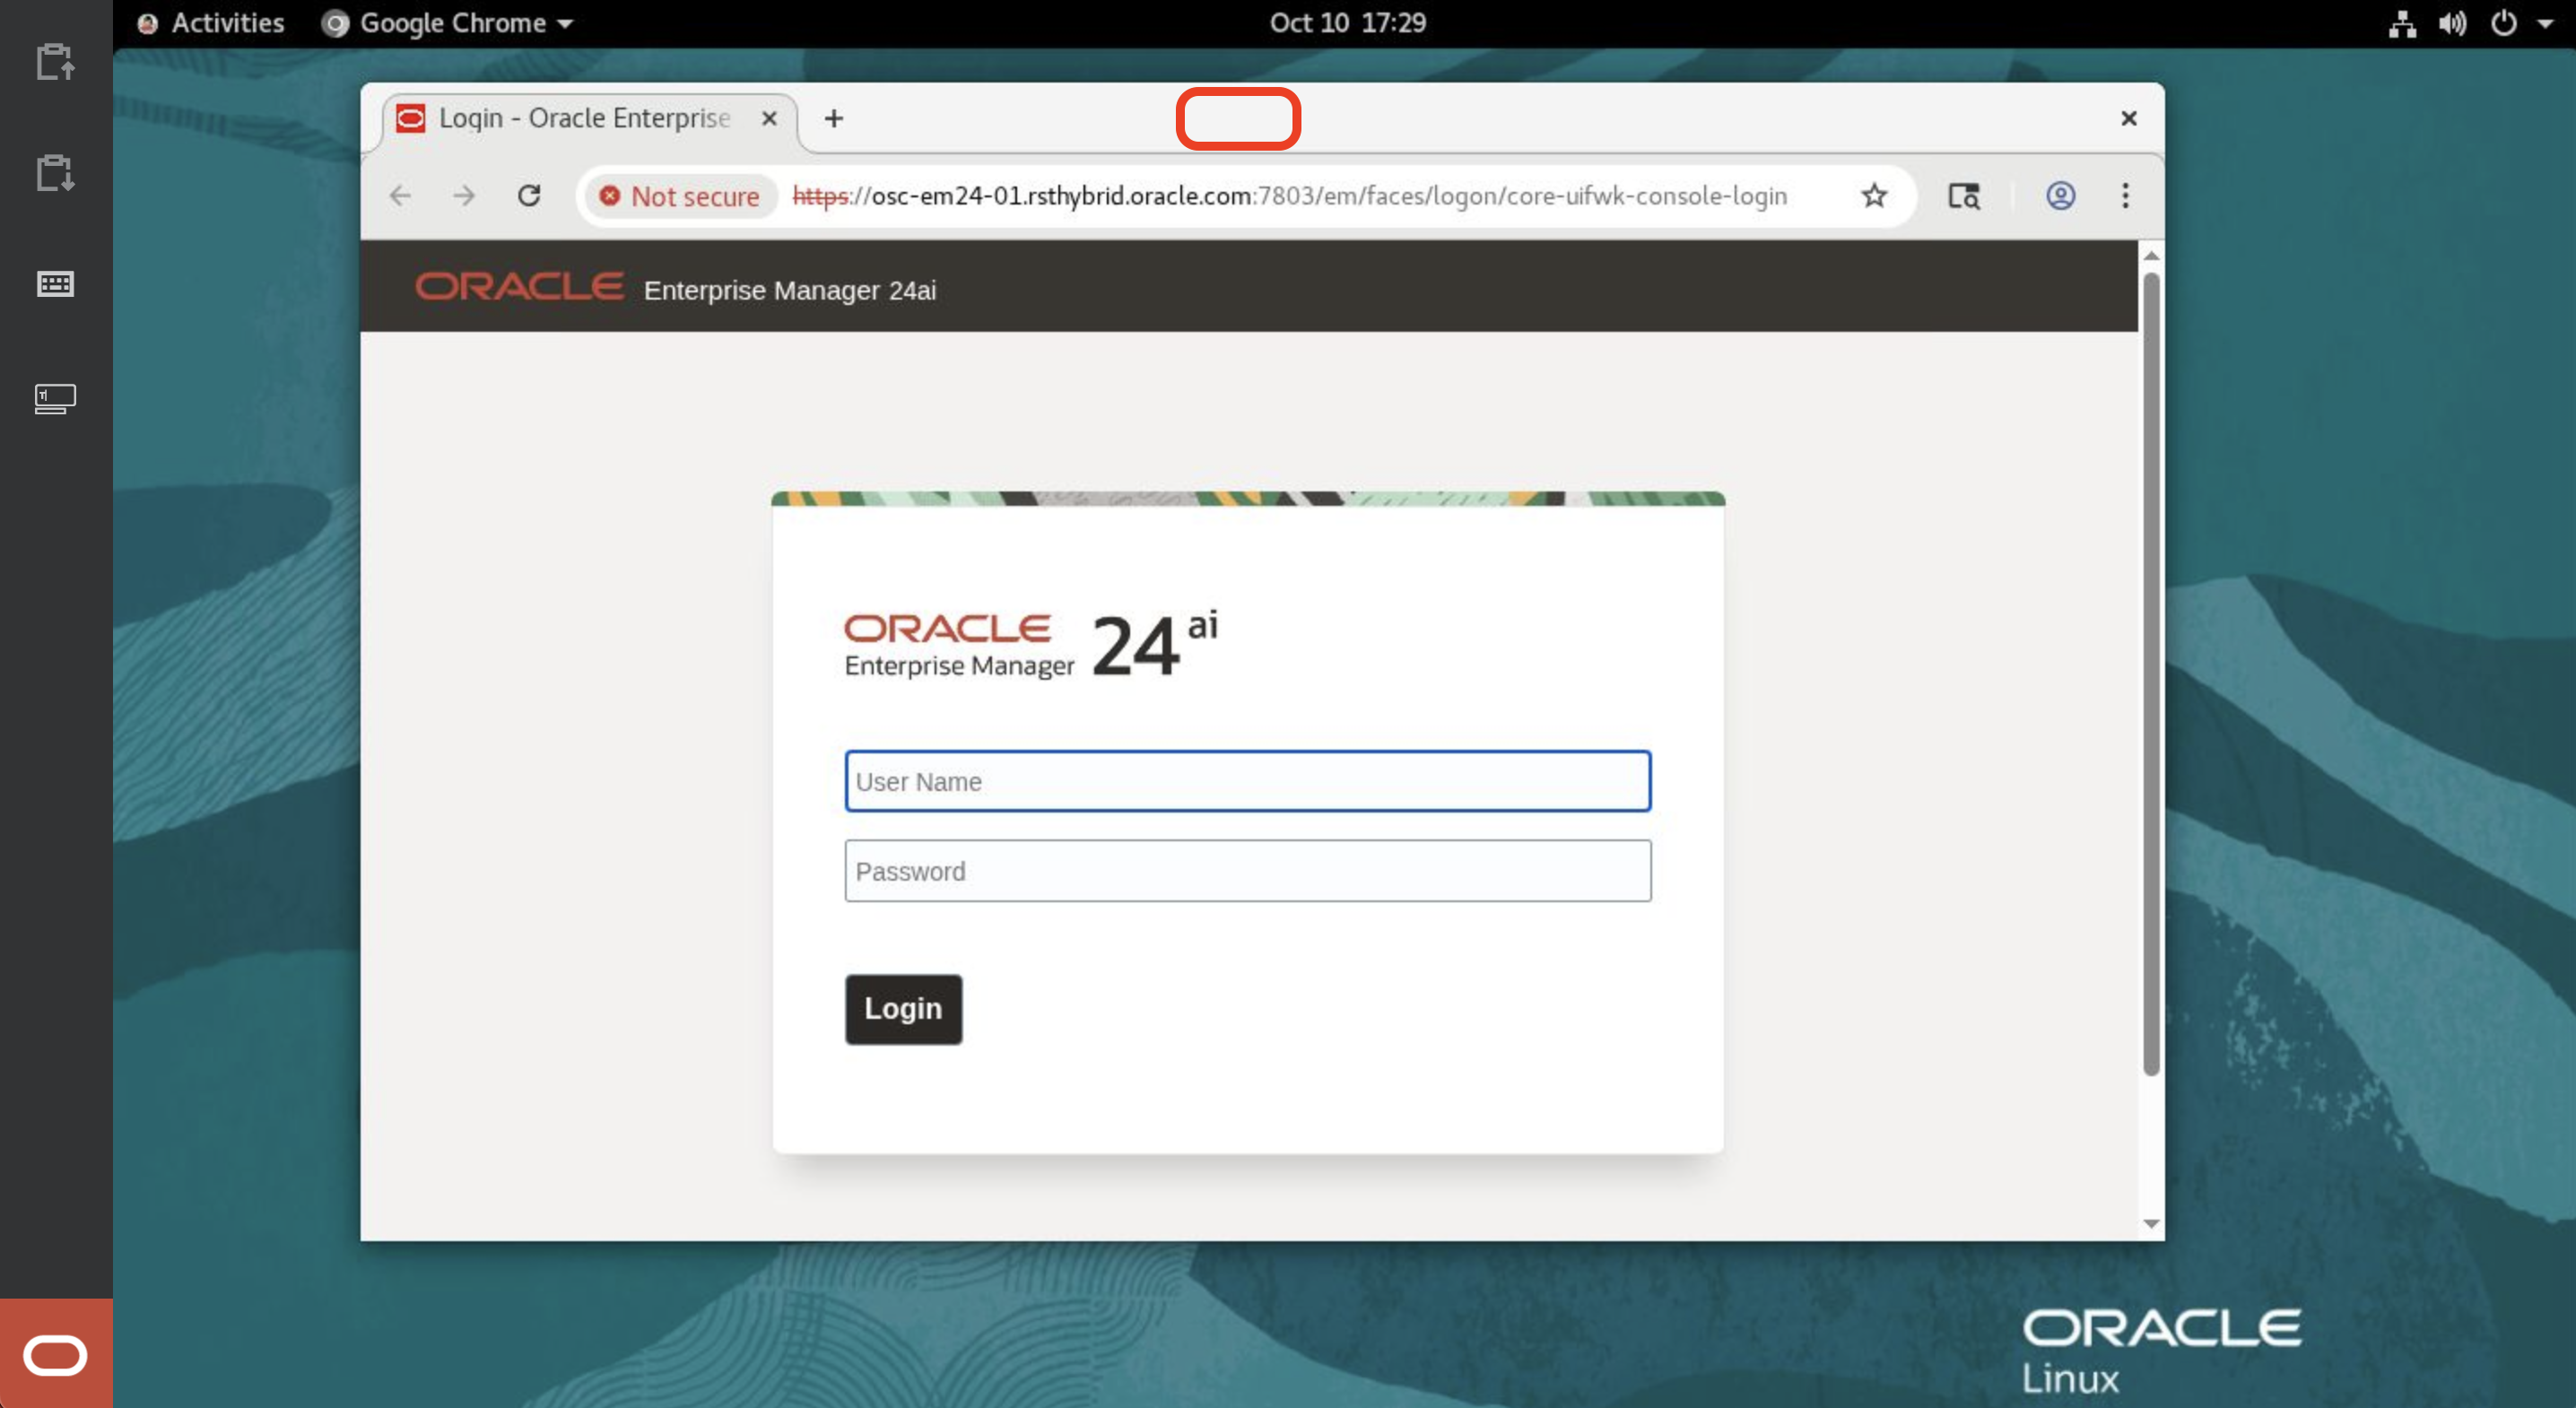 Activities Google Chrome Oct 10 17:29
Login - Oracle Enterprise
Not secure https://osc-em24-01.rsthybrid.oracle.com:7803/em/faces/logon/core-uifwk-console-login
ORACLE Enterprise Manager 24ai
ORACLE
Enterprise Manager 24ai
User Name
Password
Login
ORACLE
Linux